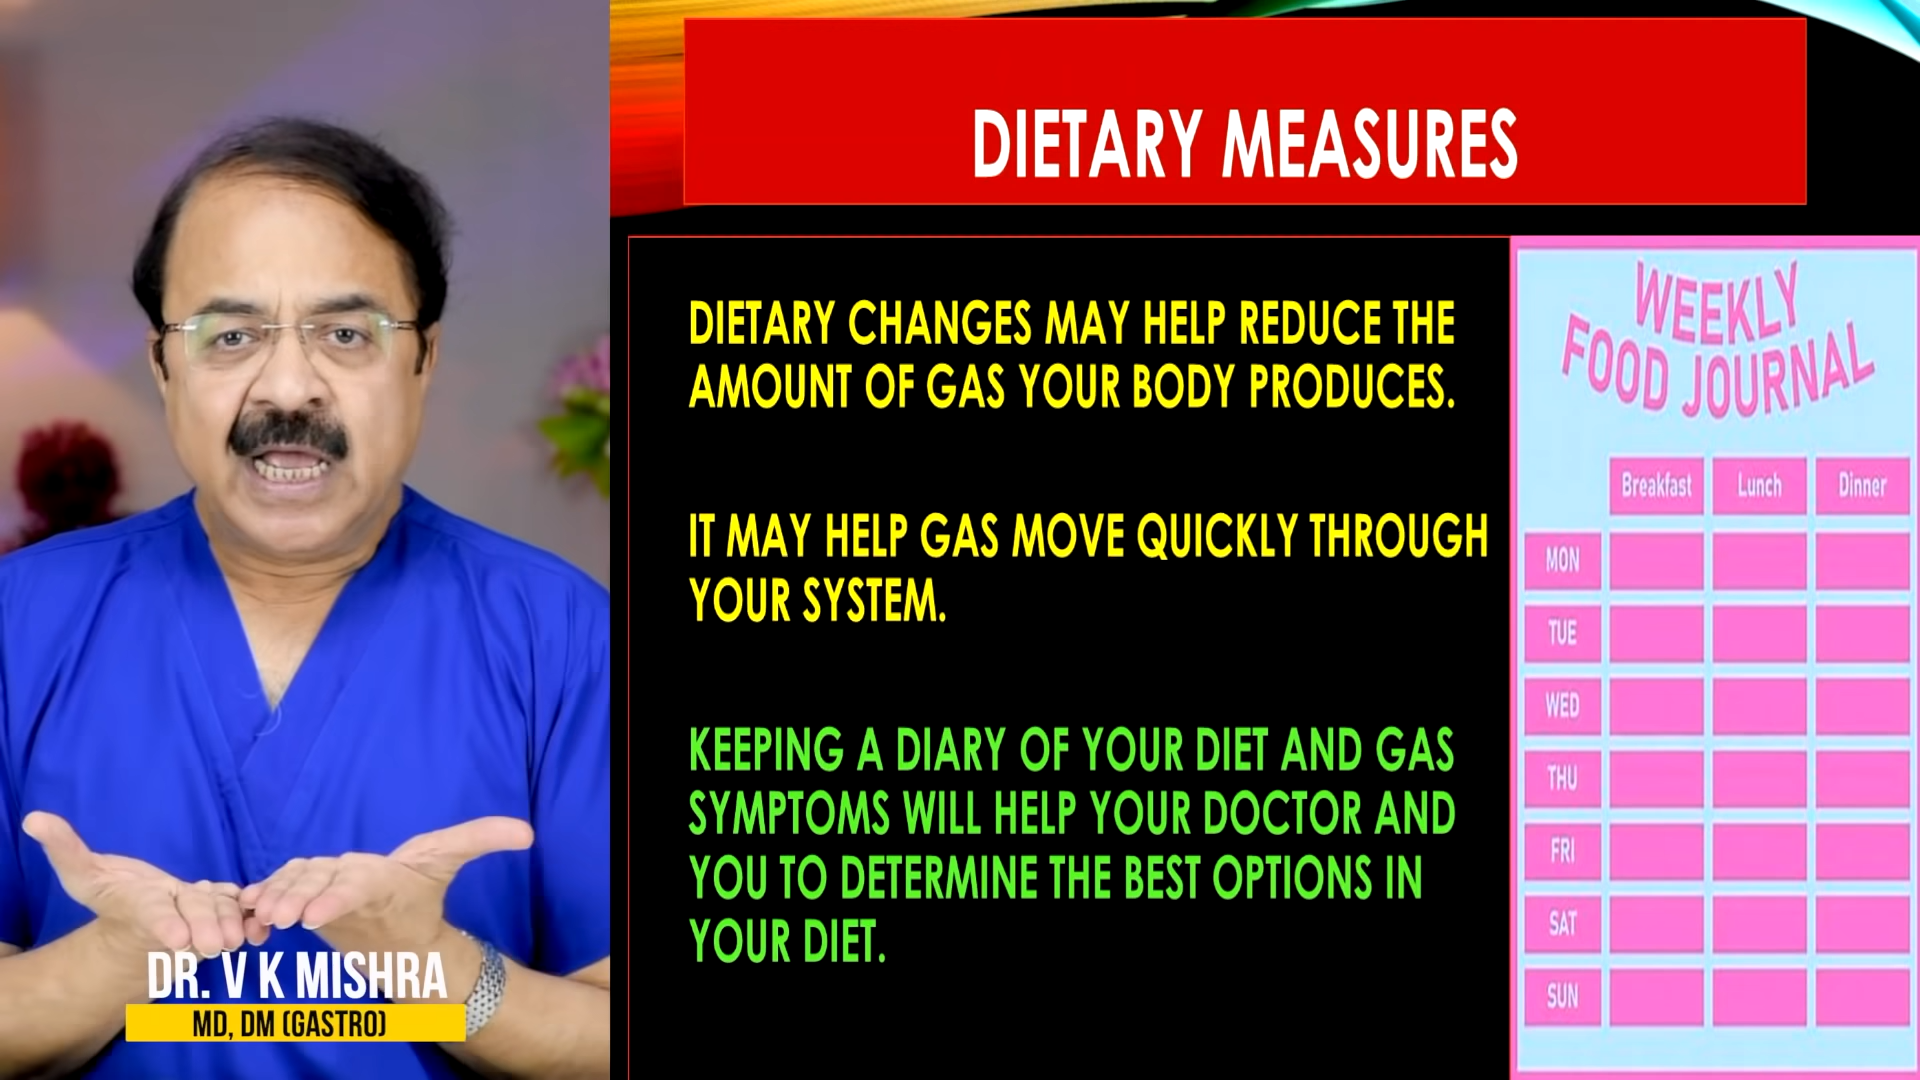 DIETARY MEASURES
DIETARY CHANGES MAY HELP REDUCE THE
AMOUNT OF GAS YOUR BODY PRODUCES.
IT MAY HELP GAS MOVE QUICKLY THROUGH
YOUR SYSTEM.
KEEPING A DIARY OF YOUR DIET AND GAS
SYMPTOMS WILL HELP YOUR DOCTOR AND
YOU TO DETERMINE THE BEST OPTIONS IN
YOUR DIET.
WEEKLY
FOOD JOURNAL
Breakfast Lunch Dinner
MON
TUE
WED
THU
FRI
SAT
SUN
DR. V K MISHRA
MD, DM (GASTRO)